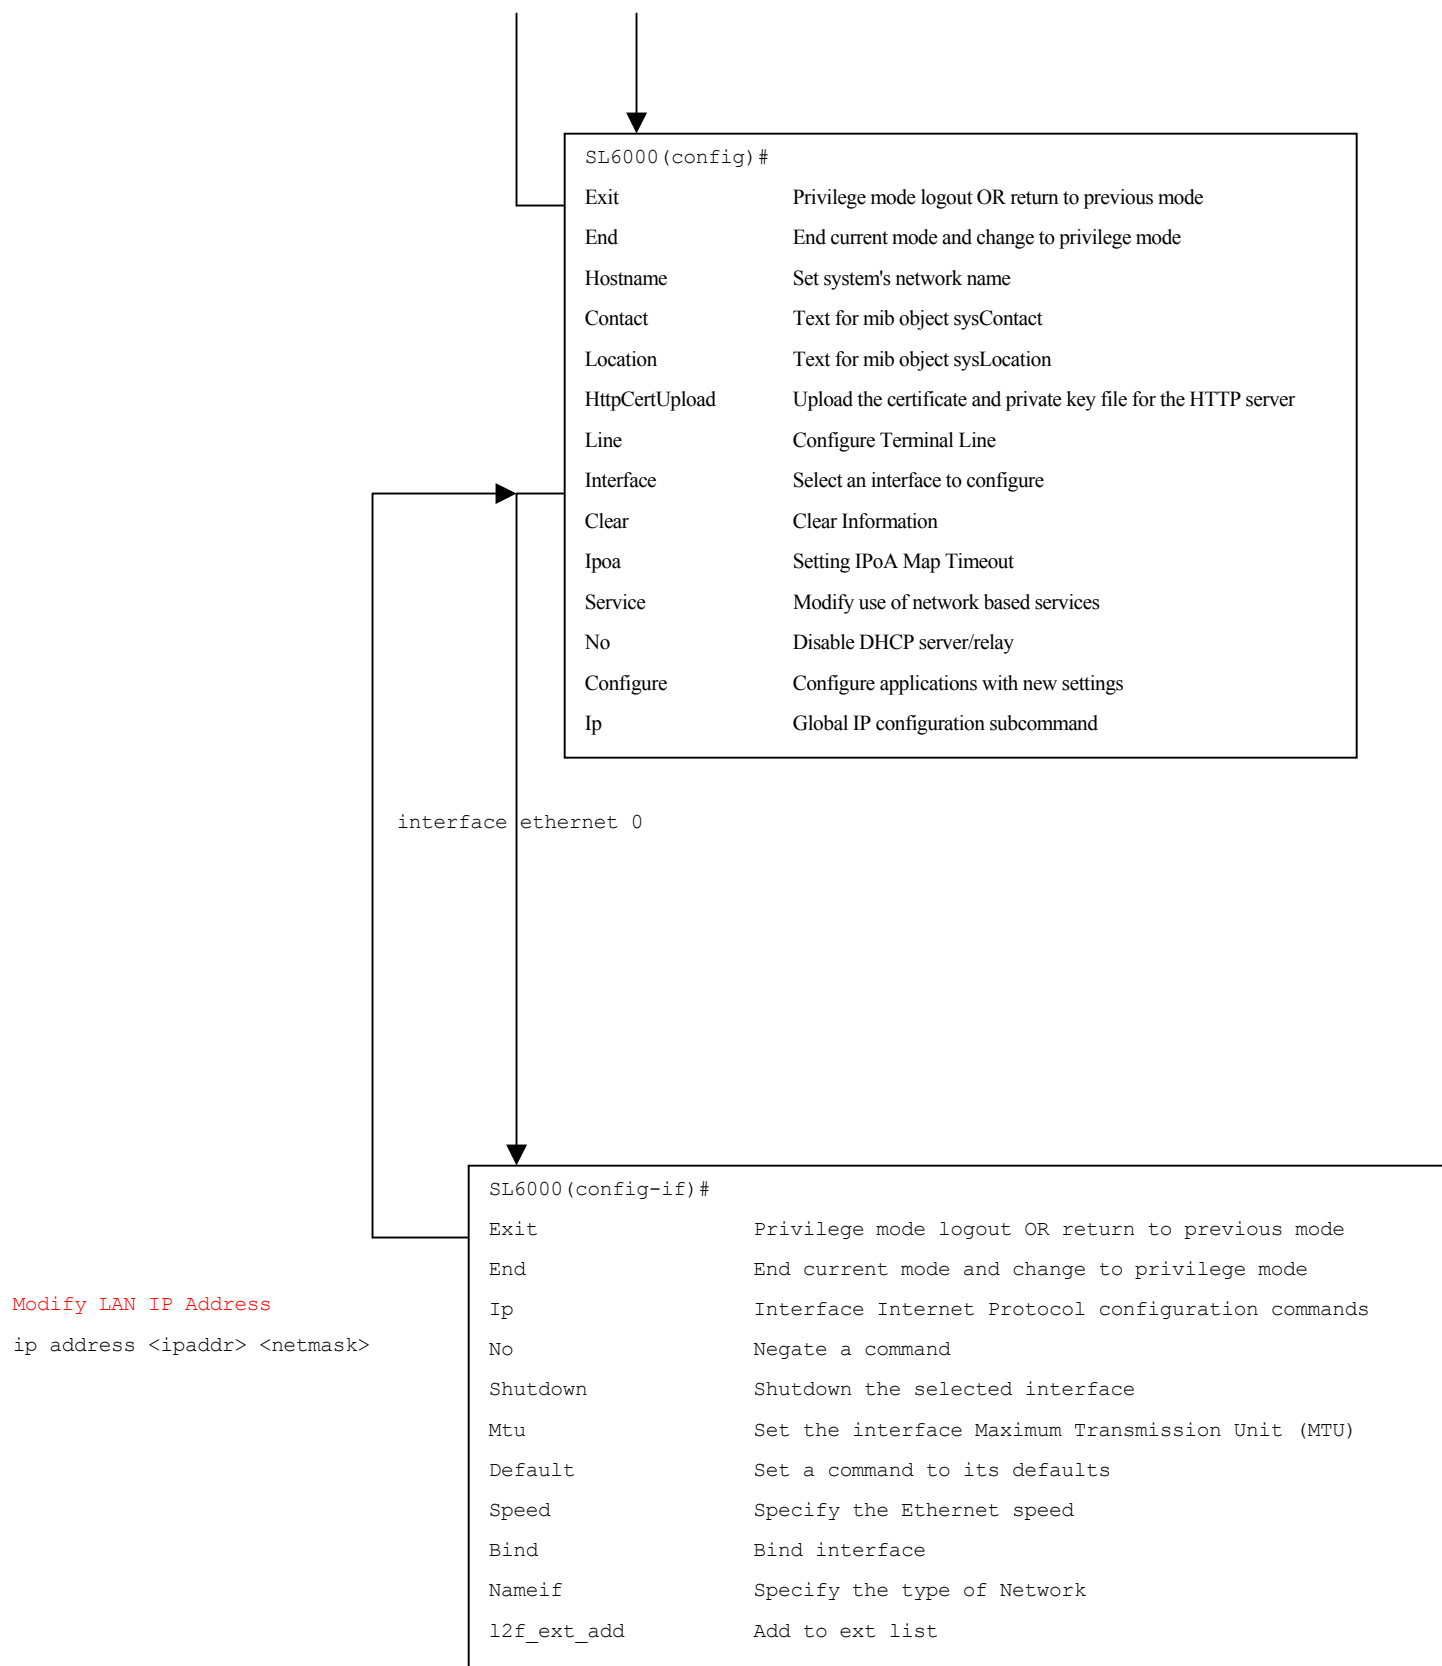 SL6000(config)#
Exit Privilege mode logout OR return to previous mode
End End current mode and change to privilege mode
Hostname Set system's network name
Contact Text for mib object sysContact
Location Text for mib object sysLocation
HttpCertUpload Upload the certificate and private key file for the HTTP server
Line Configure Terminal Line
Interface Select an interface to configure
Clear Clear Information
Ipoa Setting IPoA Map Timeout
Service Modify use of network based services
No Disable DHCP server/relay
Configure Configure applications with new settings
Ip Global IP configuration subcommand
interface ethernet 0
SL6000(config-if)#
Exit Privilege mode logout OR return to previous mode
End End current mode and change to privilege mode
Modify LAN IP Address
Ip Interface Internet Protocol configuration commands
ip address <ipaddr> <netmask>
No Negate a command
Shutdown Shutdown the selected interface
Mtu Set the interface Maximum Transmission Unit (MTU)
Default Set a command to its defaults
Speed Specify the Ethernet speed
Bind Bind interface
Nameif Specify the type of Network
l2f_ext_add Add to ext list